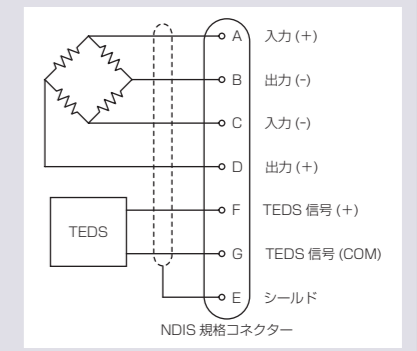 A 入力 (+)
B 出力 (-)
C 入力 (-)
D 出力 (+)
F TEDS 信号 (+)
TEDS
G TEDS 信号 (COM)
E シールド
NDIS 規格コネクター